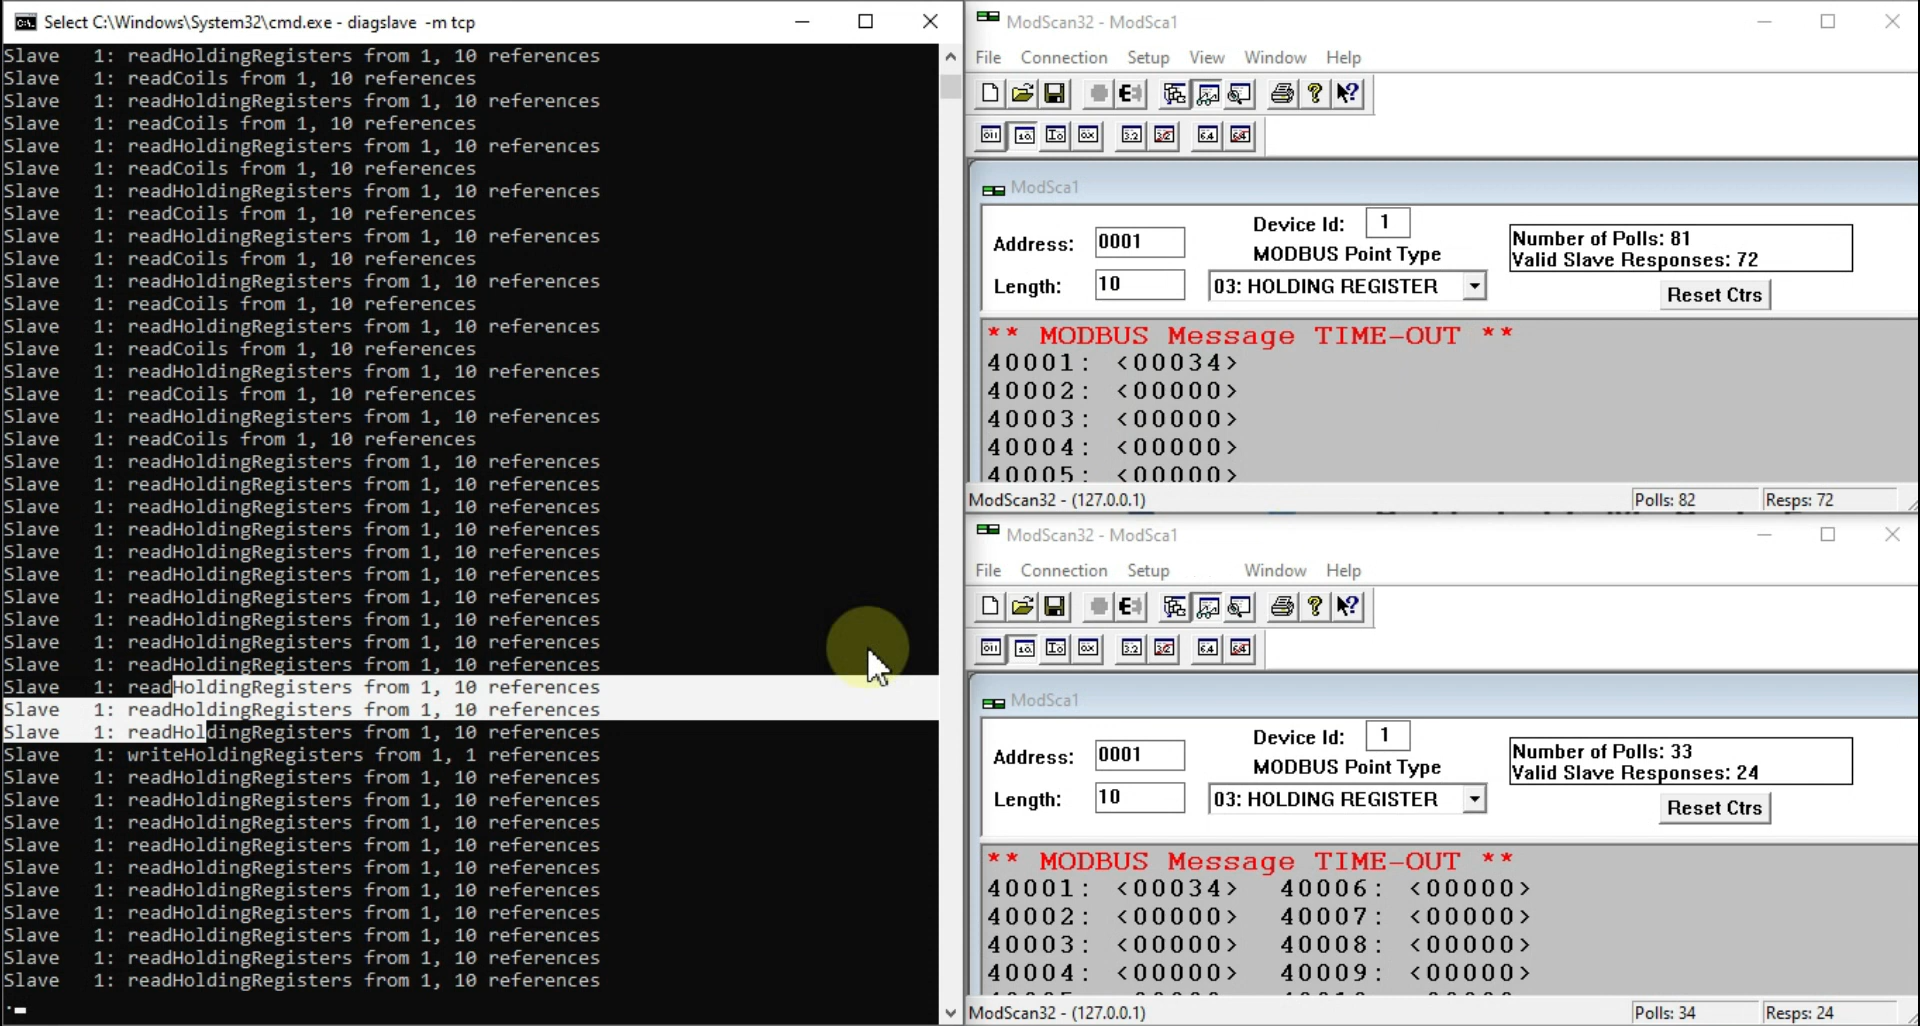 Select C:\Windows\System32\cmd.exe - diagslave -m tcp
Slave 1: readHoldingRegisters from 1, 10 references
Slave 1: readCoils from 1, 10 references
Slave 1: readHoldingRegisters from 1, 10 references
Slave 1: readCoils from 1, 10 references
Slave 1: readHoldingRegisters from 1, 10 references
Slave 1: readCoils from 1, 10 references
Slave 1: readHoldingRegisters from 1, 10 references
Slave 1: readCoils from 1, 10 references
Slave 1: readHoldingRegisters from 1, 10 references
Slave 1: readCoils from 1, 10 references
Slave 1: readHoldingRegisters from 1, 10 references
Slave 1: readCoils from 1, 10 references
Slave 1: readHoldingRegisters from 1, 10 references
Slave 1: readCoils from 1, 10 references
Slave 1: readHoldingRegisters from 1, 10 references
Slave 1: readCoils from 1, 10 references
Slave 1: readHoldingRegisters from 1, 10 references
Slave 1: readCoils from 1, 10 references
Slave 1: readHoldingRegisters from 1, 10 references
Slave 1: readHoldingRegisters from 1, 10 references
Slave 1: readHoldingRegisters from 1, 10 references
Slave 1: readHoldingRegisters from 1, 10 references
Slave 1: readHoldingRegisters from 1, 10 references
Slave 1: readHoldingRegisters from 1, 10 references
Slave 1: readHoldingRegisters from 1, 10 references
Slave 1: readHoldingRegisters from 1, 10 references
Slave 1: readHoldingRegisters from 1, 10 references
Slave 1: readHoldingRegisters from 1, 10 references
Slave 1: readHoldingRegisters from 1, 10 references
Slave 1: readHoldingRegisters from 1, 10 references
Slave 1: readHoldingRegisters from 1, 10 references
Slave 1: writeHoldingRegisters from 1, 1 references
Slave 1: readHoldingRegisters from 1, 10 references
Slave 1: readHoldingRegisters from 1, 10 references
Slave 1: readHoldingRegisters from 1, 10 references
Slave 1: readHoldingRegisters from 1, 10 references
Slave 1: readHoldingRegisters from 1, 10 references
Slave 1: readHoldingRegisters from 1, 10 references
Slave 1: readHoldingRegisters from 1, 10 references
Slave 1: readHoldingRegisters from 1, 10 references
Slave 1: readHoldingRegisters from 1, 10 references
Slave 1: readHoldingRegisters from 1, 10 references
ModScan32 - ModSca1
File Connection Setup View Window Help
ModSca1
Address: 0001
Length: 10
Device Id: 1
MODBUS Point Type
03: HOLDING REGISTER
Number of Polls: 81
Valid Slave Responses: 72
Reset Ctrs
** MODBUS Message TIME-OUT **
40001: <00034>
40002: <00000>
40003: <00000>
40004: <00000>
40005: <00000>
ModScan32 - (127.0.0.1) Polls: 82 Resps: 72
ModScan32 - ModSca1
File Connection Setup Window Help
ModSca1
Address: 0001
Length: 10
Device Id: 1
MODBUS Point Type
03: HOLDING REGISTER
Number of Polls: 33
Valid Slave Responses: 24
Reset Ctrs
** MODBUS Message TIME-OUT **
40001: <00034> 40006: <00000>
40002: <00000> 40007: <00000>
40003: <00000> 40008: <00000>
40004: <00000> 40009: <00000>
ModScan32 - (127.0.0.1) Polls: 34 Resps: 24